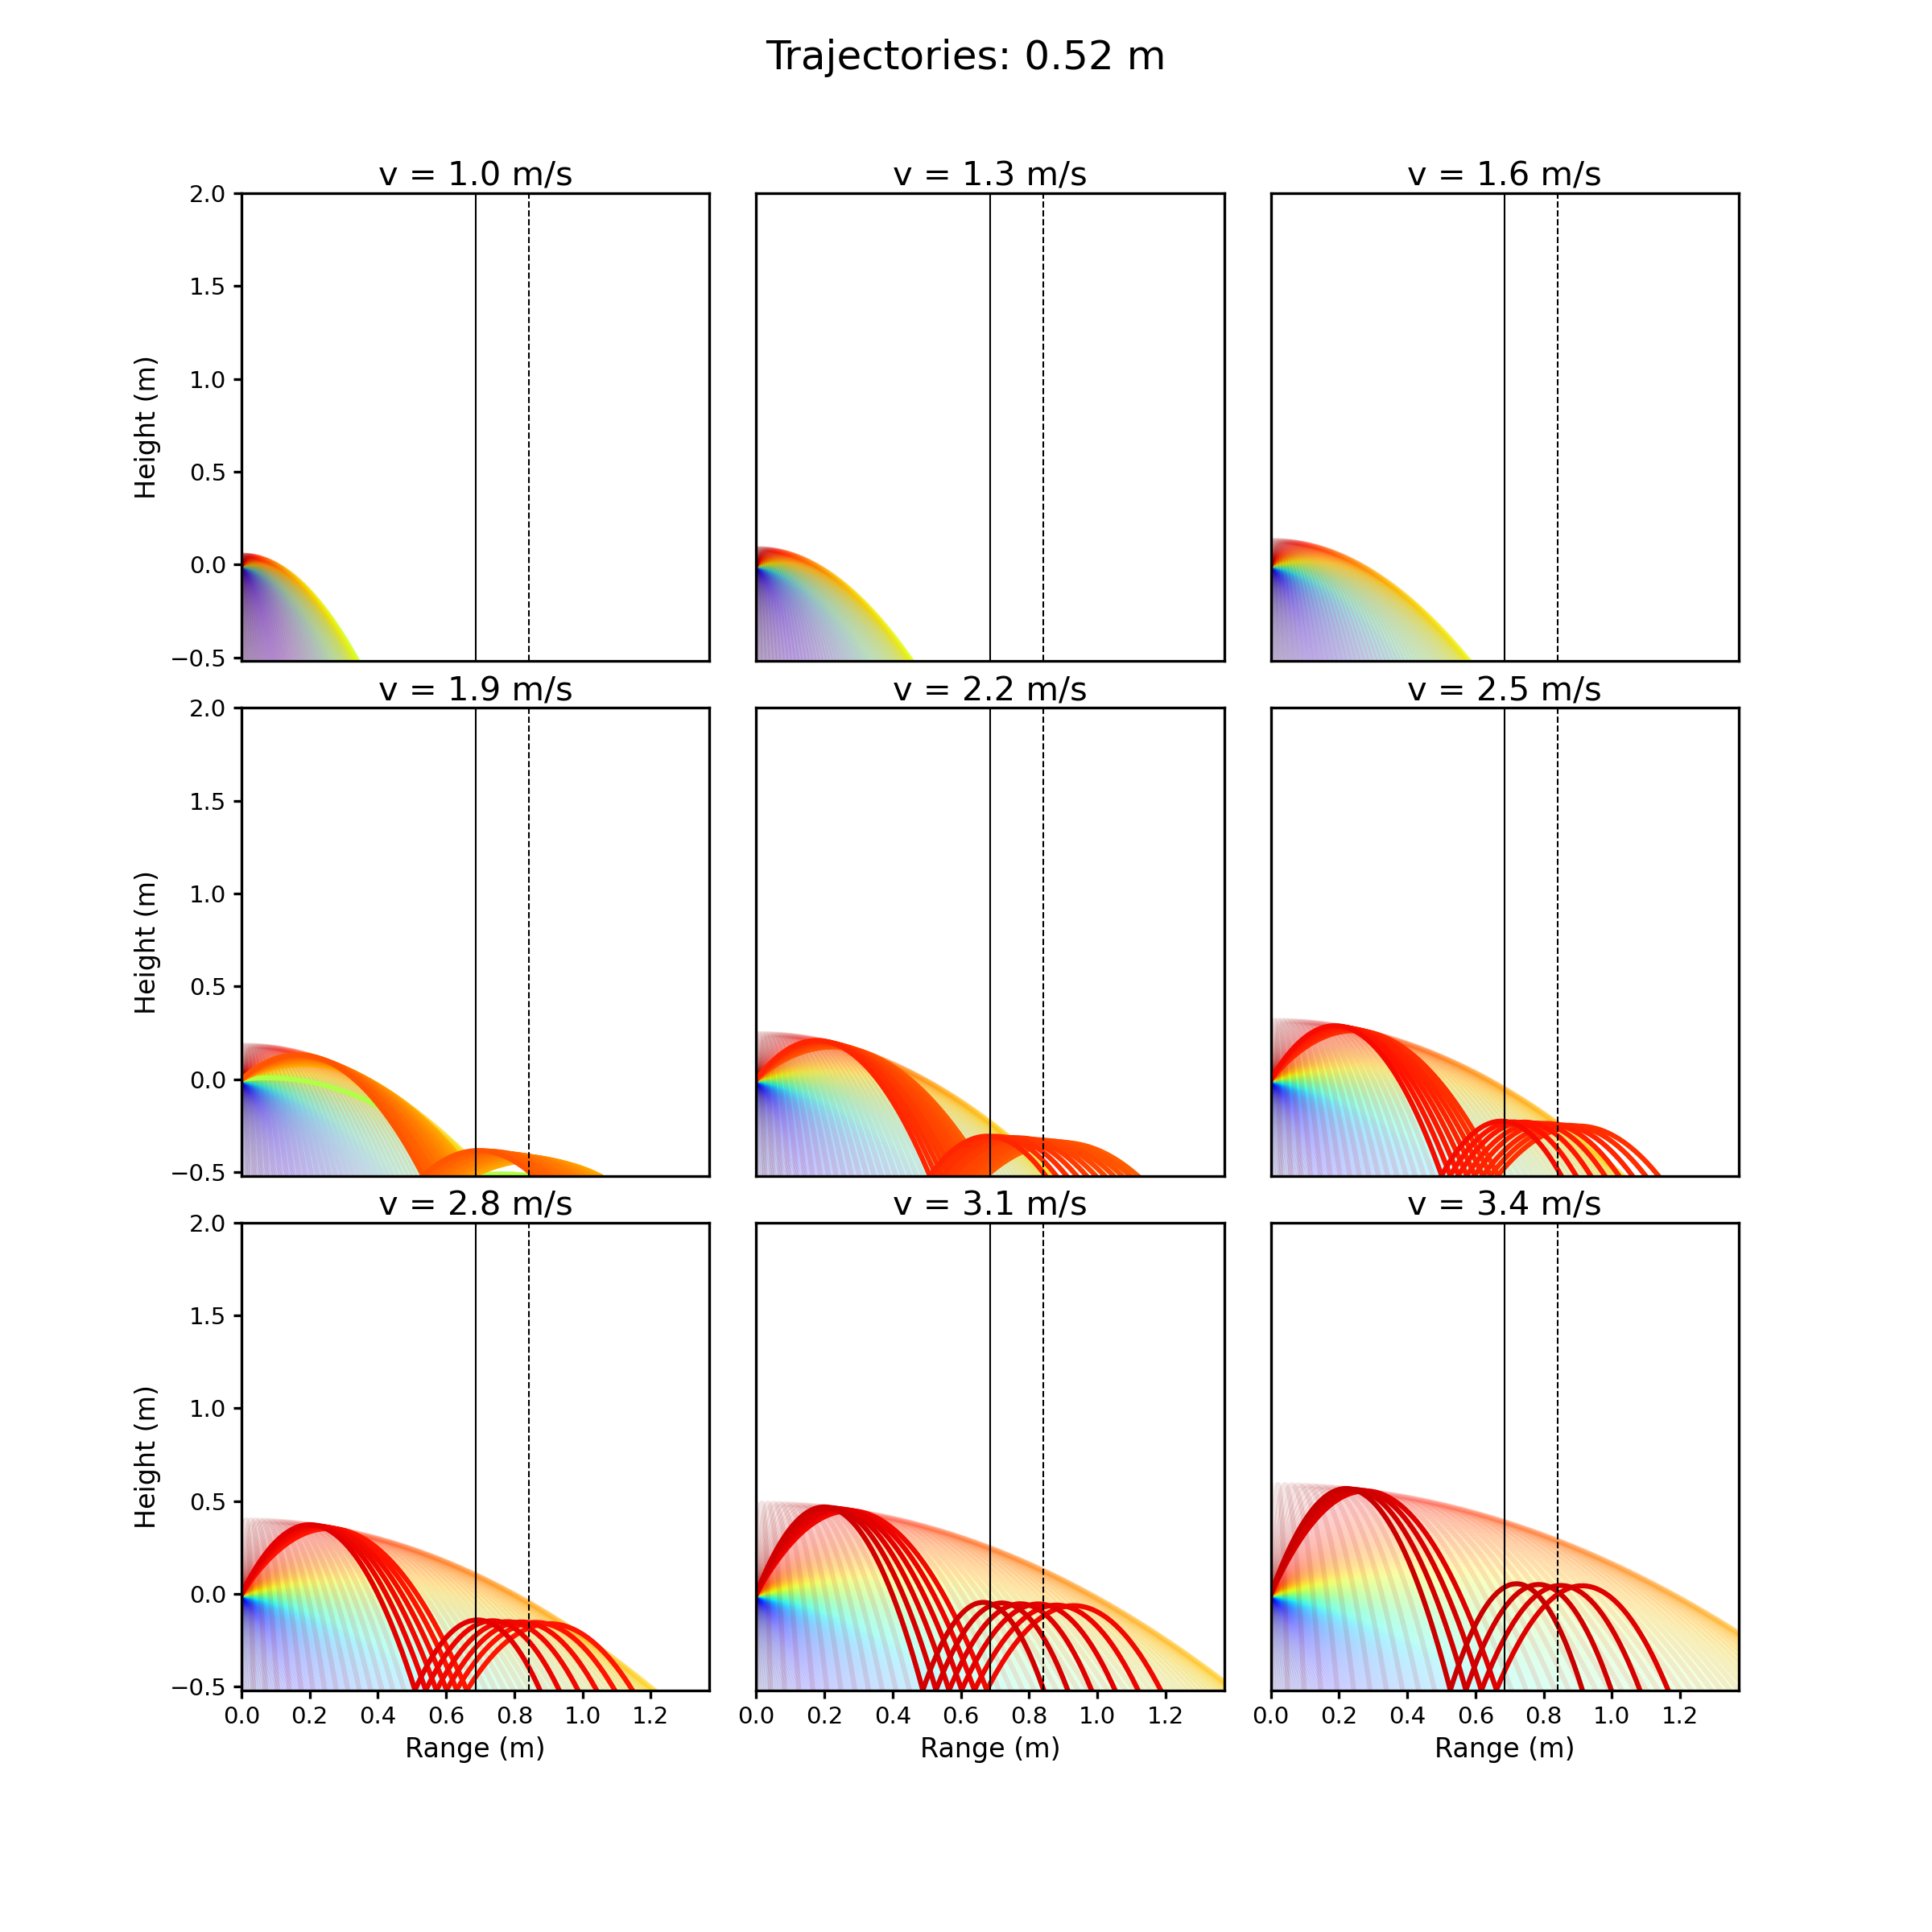 Trajectories: 0.52 m
v = 1.0 m/s
v = 1.3 m/s
v = 1.6 m/s
2.0
1.5
1.0
0.5
0.0
−0.5
Height (m)
v = 1.9 m/s
v = 2.2 m/s
v = 2.5 m/s
2.0
1.5
1.0
0.5
0.0
−0.5
Height (m)
v = 2.8 m/s
v = 3.1 m/s
v = 3.4 m/s
2.0
1.5
1.0
0.5
0.0
−0.5
Height (m)
0.0 0.2 0.4 0.6 0.8 1.0 1.2
0.0 0.2 0.4 0.6 0.8 1.0 1.2
0.0 0.2 0.4 0.6 0.8 1.0 1.2
Range (m)
Range (m)
Range (m)